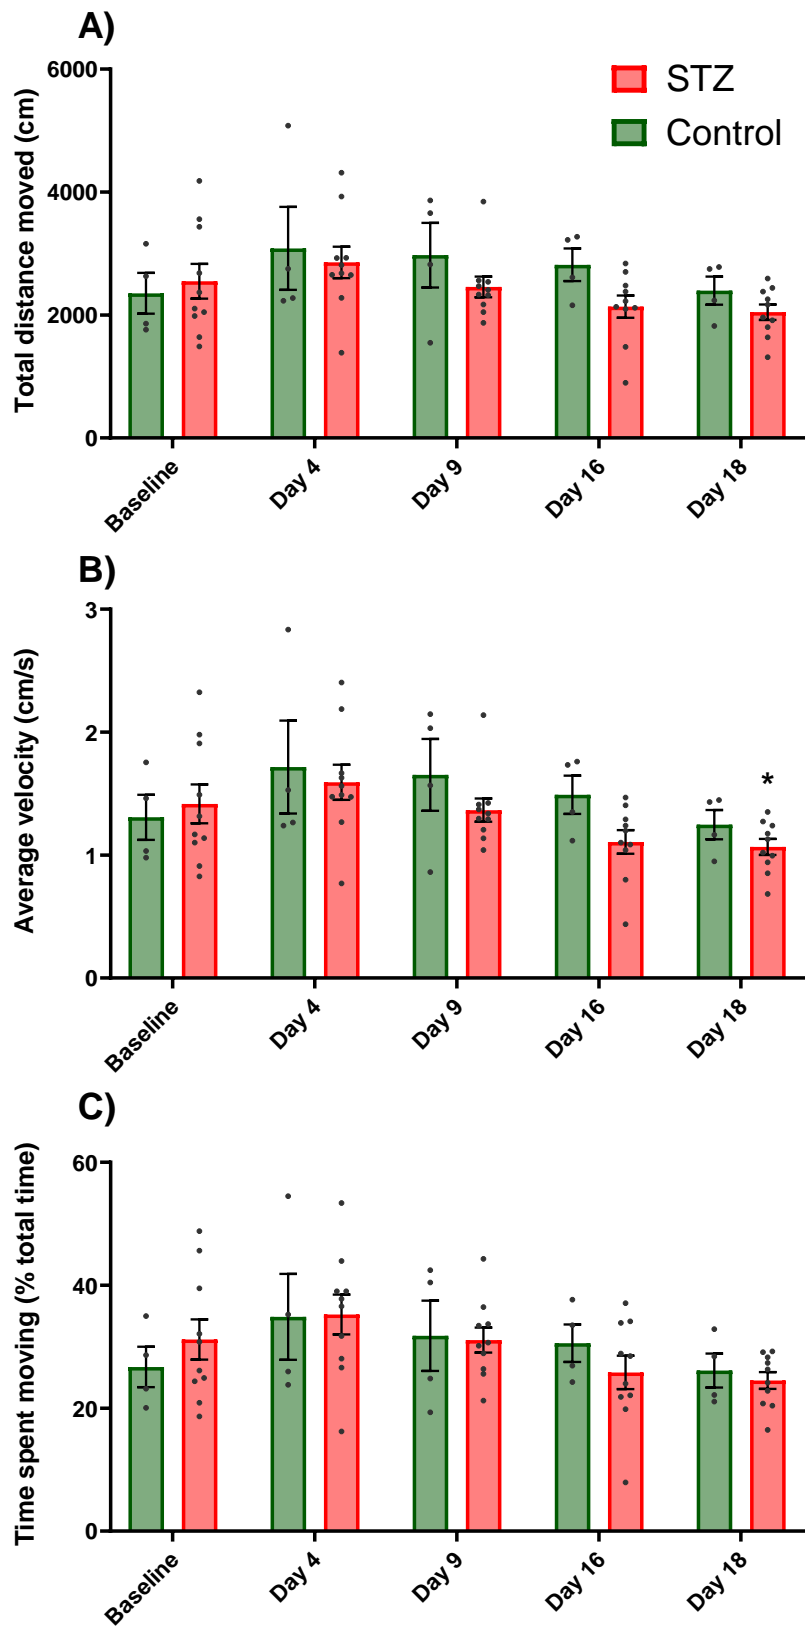 A)
STZ
Control
Total distance moved (cm)
6000
4000
2000
0
Baseline
Day 4
Day 9
Day 16
Day 18
B)
Average velocity (cm/s)
3
2
1
0
*
Baseline
Day 4
Day 9
Day 16
Day 18
C)
Time spent moving (% total time)
60
40
20
0
Baseline
Day 4
Day 9
Day 16
Day 18